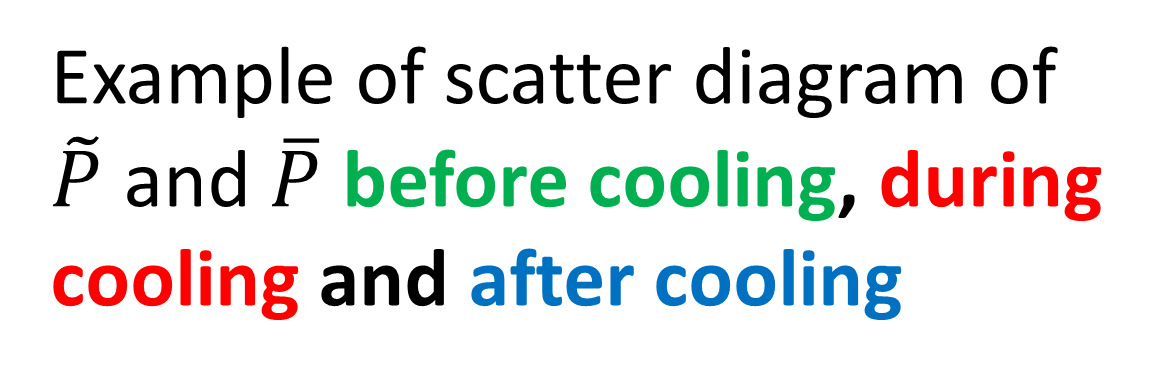 Example of scatter diagram of
P̃ and P̅ before cooling, during
cooling and after cooling